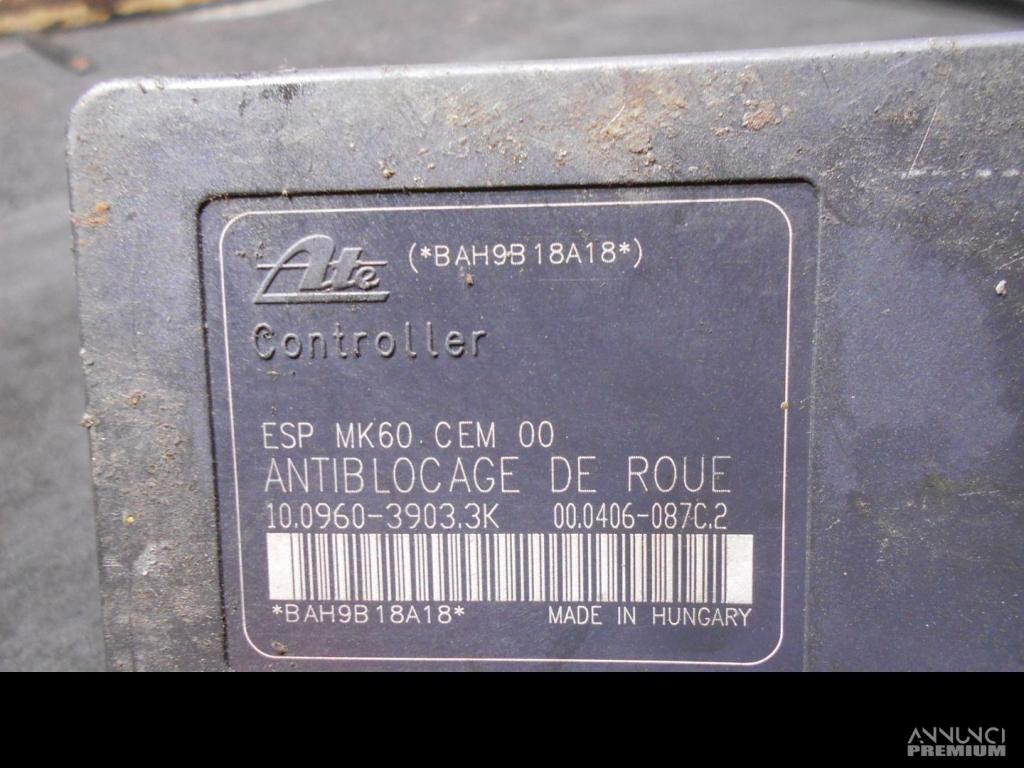 Ate (*BAH9B18A18*)
Controller
ESP MK60 CEM 00
ANTIBLOCAGE DE ROUE
10.0960-3903.3K 00.0406-087C.2
*BAH9B18A18* MADE IN HUNGARY
ANNUNCI
PREMIUM